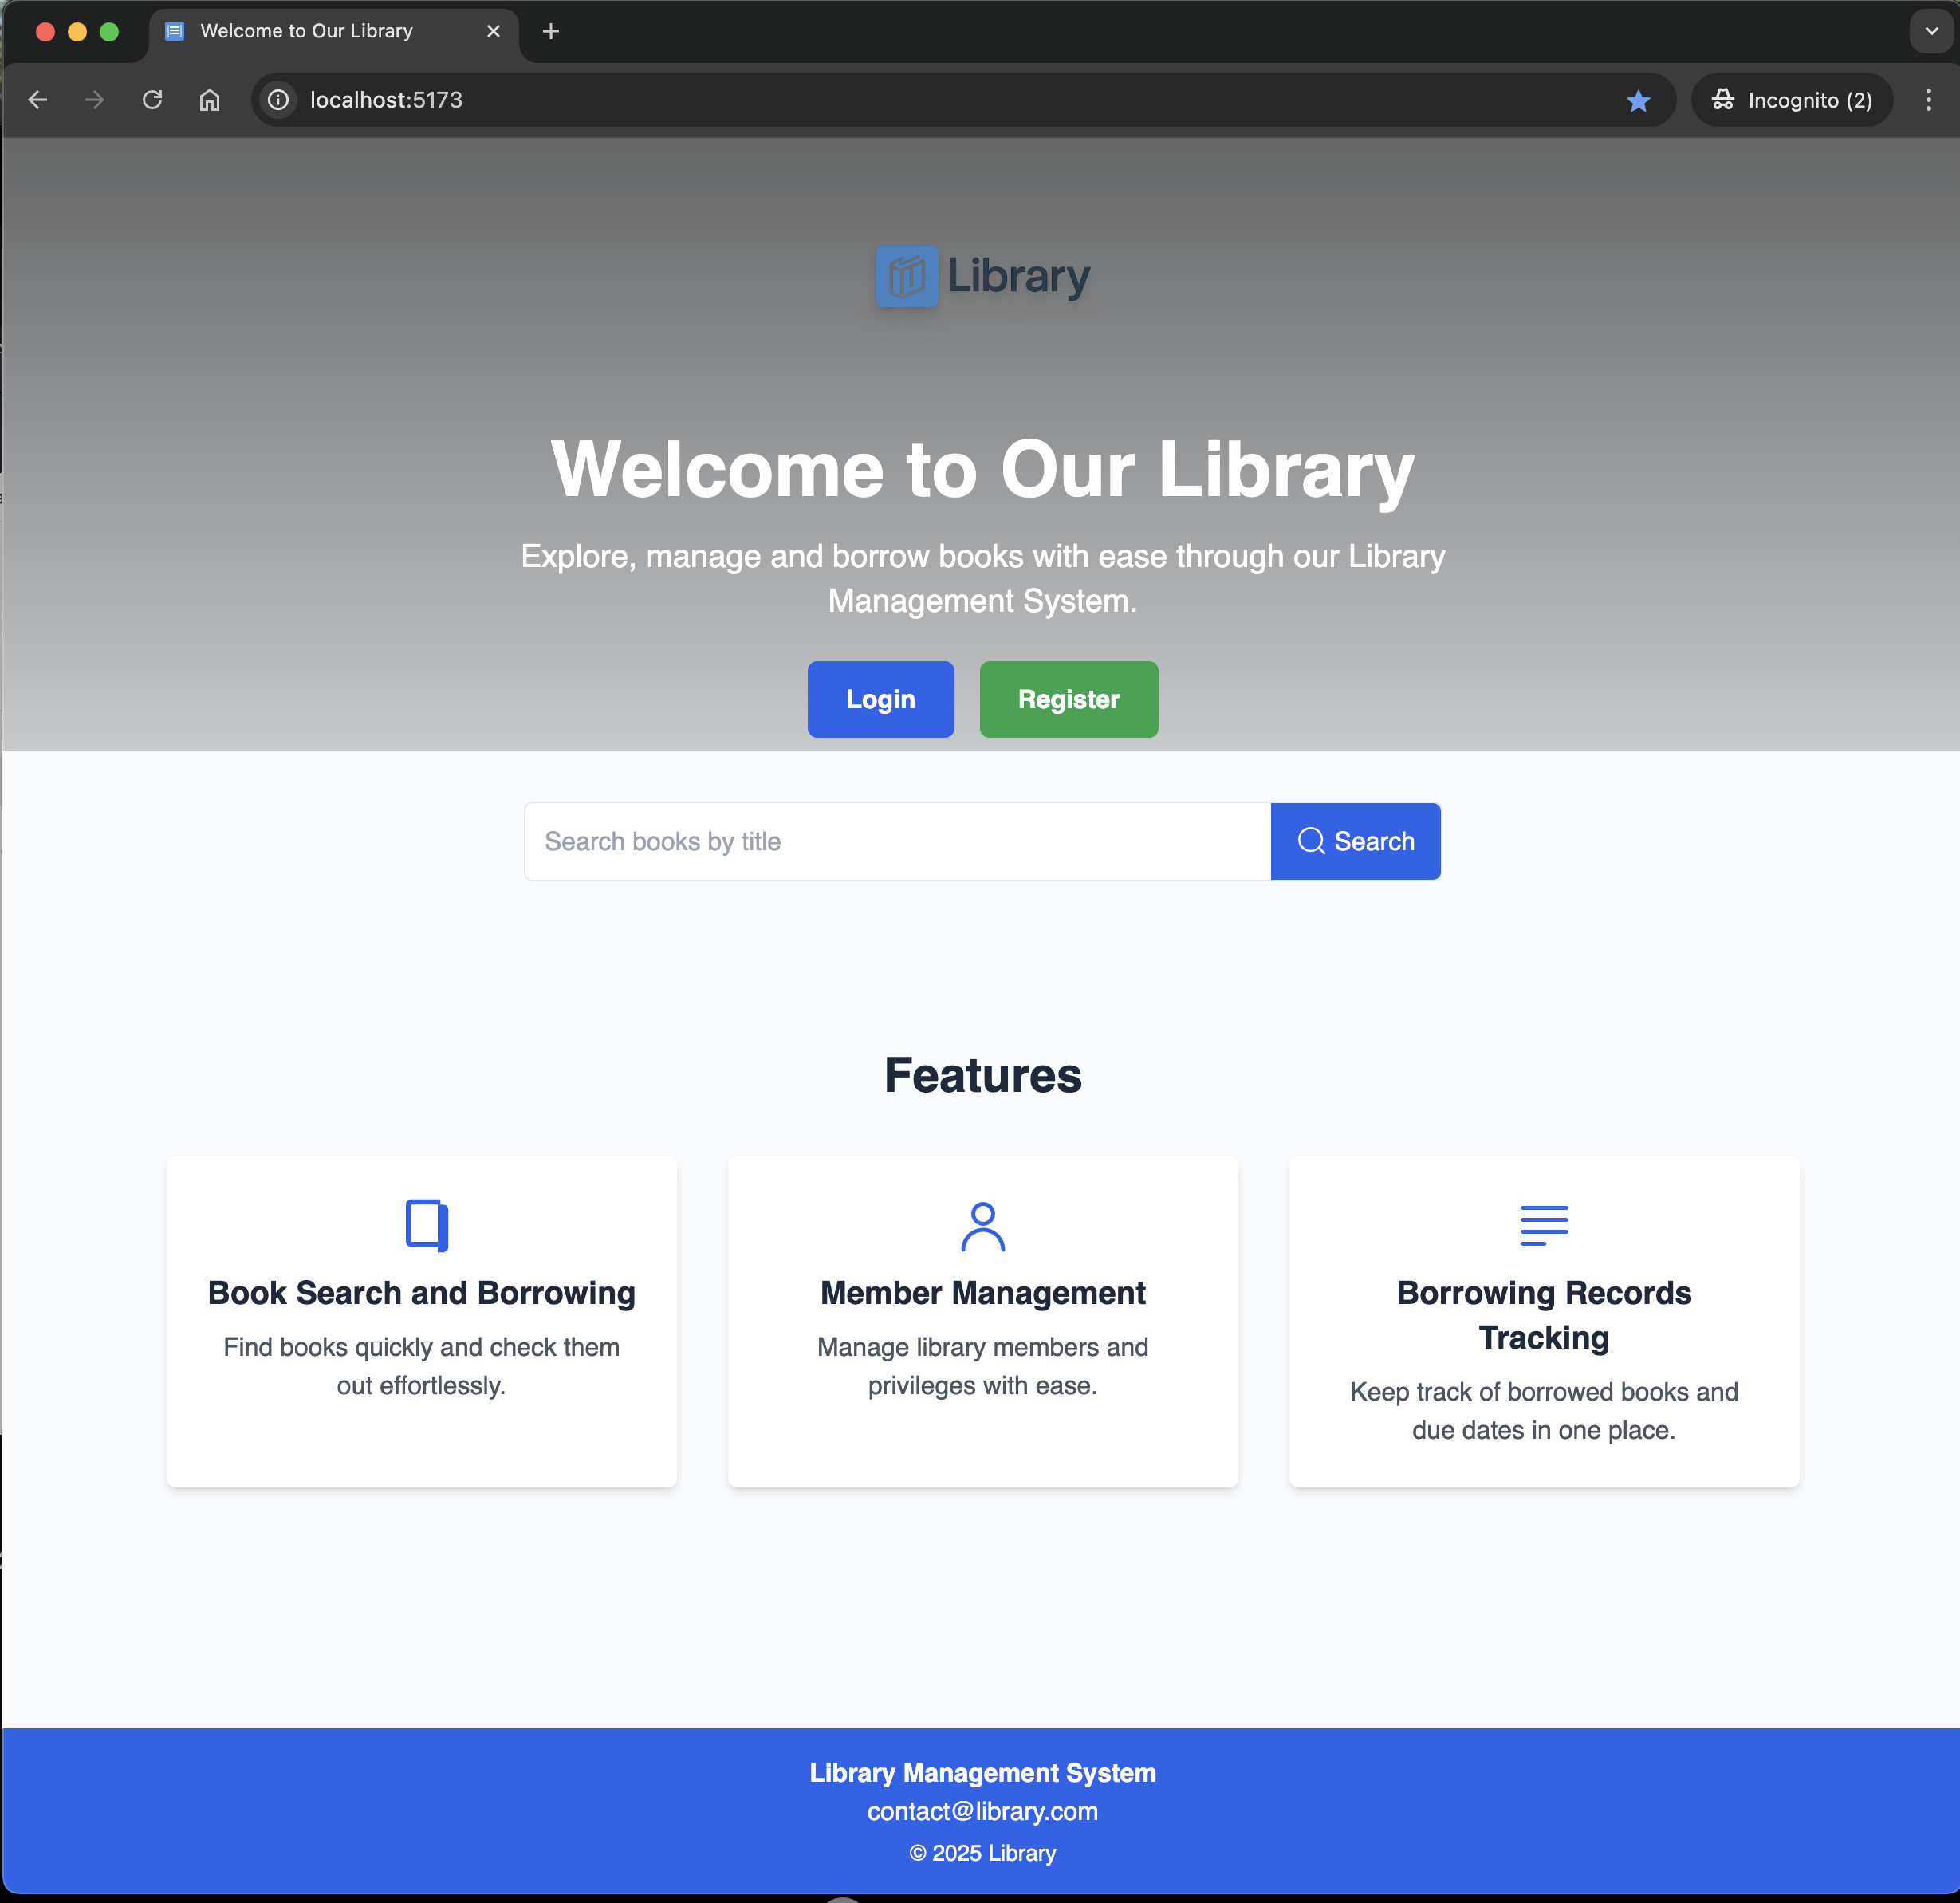 Welcome to Our Library
localhost:5173
Incognito (2)
Library
Welcome to Our Library
Explore, manage and borrow books with ease through our Library
Management System.
Login
Register
Search books by title
Search
Features
Book Search and Borrowing
Find books quickly and check them
out effortlessly.
Member Management
Manage library members and
privileges with ease.
Borrowing Records
Tracking
Keep track of borrowed books and
due dates in one place.
Library Management System
contact@library.com
© 2025 Library